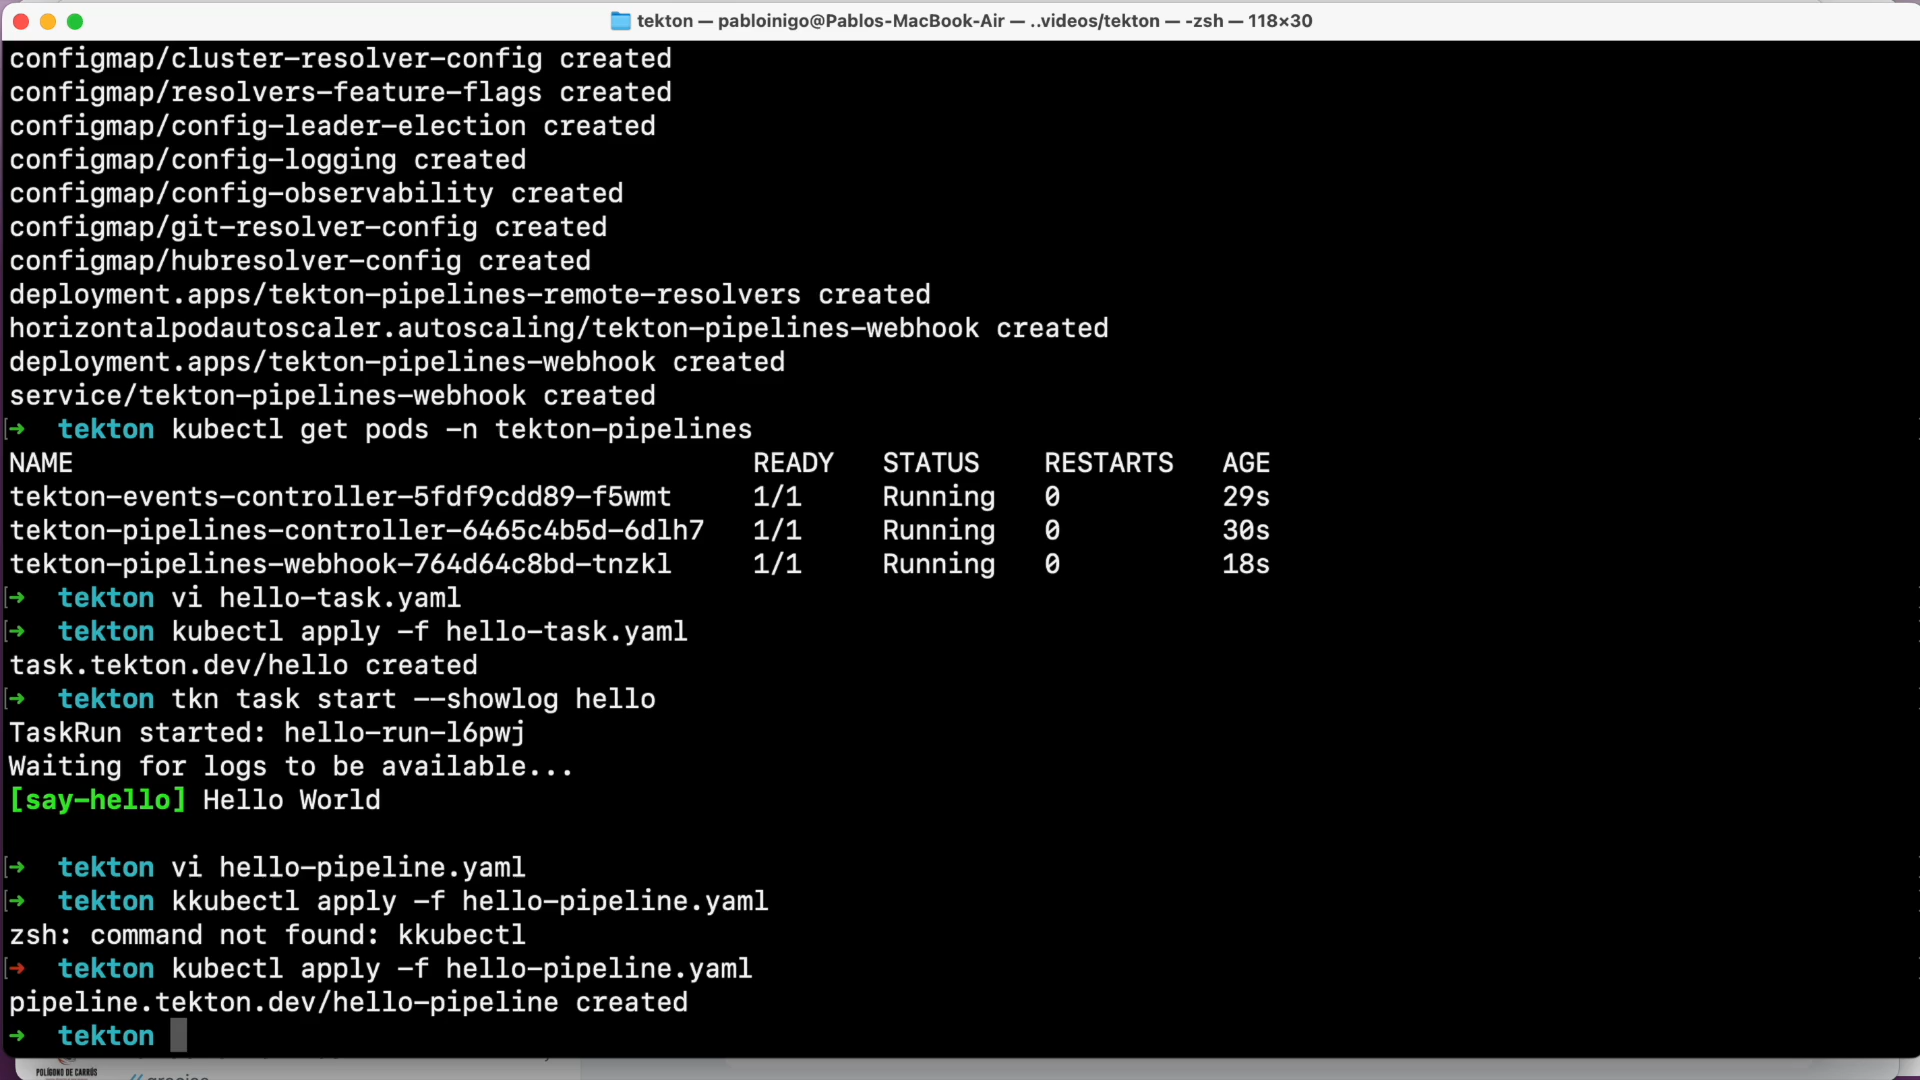 tekton — pabloinigo@Pablos-MacBook-Air — ..videos/tekton — -zsh — 118×30
configmap/cluster-resolver-config created
configmap/resolvers-feature-flags created
configmap/config-leader-election created
configmap/config-logging created
configmap/config-observability created
configmap/git-resolver-config created
configmap/hubresolver-config created
deployment.apps/tekton-pipelines-remote-resolvers created
horizontalpodautoscaler.autoscaling/tekton-pipelines-webhook created
deployment.apps/tekton-pipelines-webhook created
service/tekton-pipelines-webhook created
[→ tekton kubectl get pods -n tekton-pipelines
NAME READY STATUS RESTARTS AGE
tekton-events-controller-5fdf9cdd89-f5wmt 1/1 Running 0 29s
tekton-pipelines-controller-6465c4b5d-6dlh7 1/1 Running 0 30s
tekton-pipelines-webhook-764d64c8bd-tnzkl 1/1 Running 0 18s
[→ tekton vi hello-task.yaml
[→ tekton kubectl apply -f hello-task.yaml
task.tekton.dev/hello created
[→ tekton tkn task start --showlog hello
TaskRun started: hello-run-l6pwj
Waiting for logs to be available...
[say-hello] Hello World
[→ tekton vi hello-pipeline.yaml
[→ tekton kkubectl apply -f hello-pipeline.yaml
zsh: command not found: kkubectl
[→ tekton kubectl apply -f hello-pipeline.yaml
pipeline.tekton.dev/hello-pipeline created
→ tekton
POLÍGONO DE CARRÚS